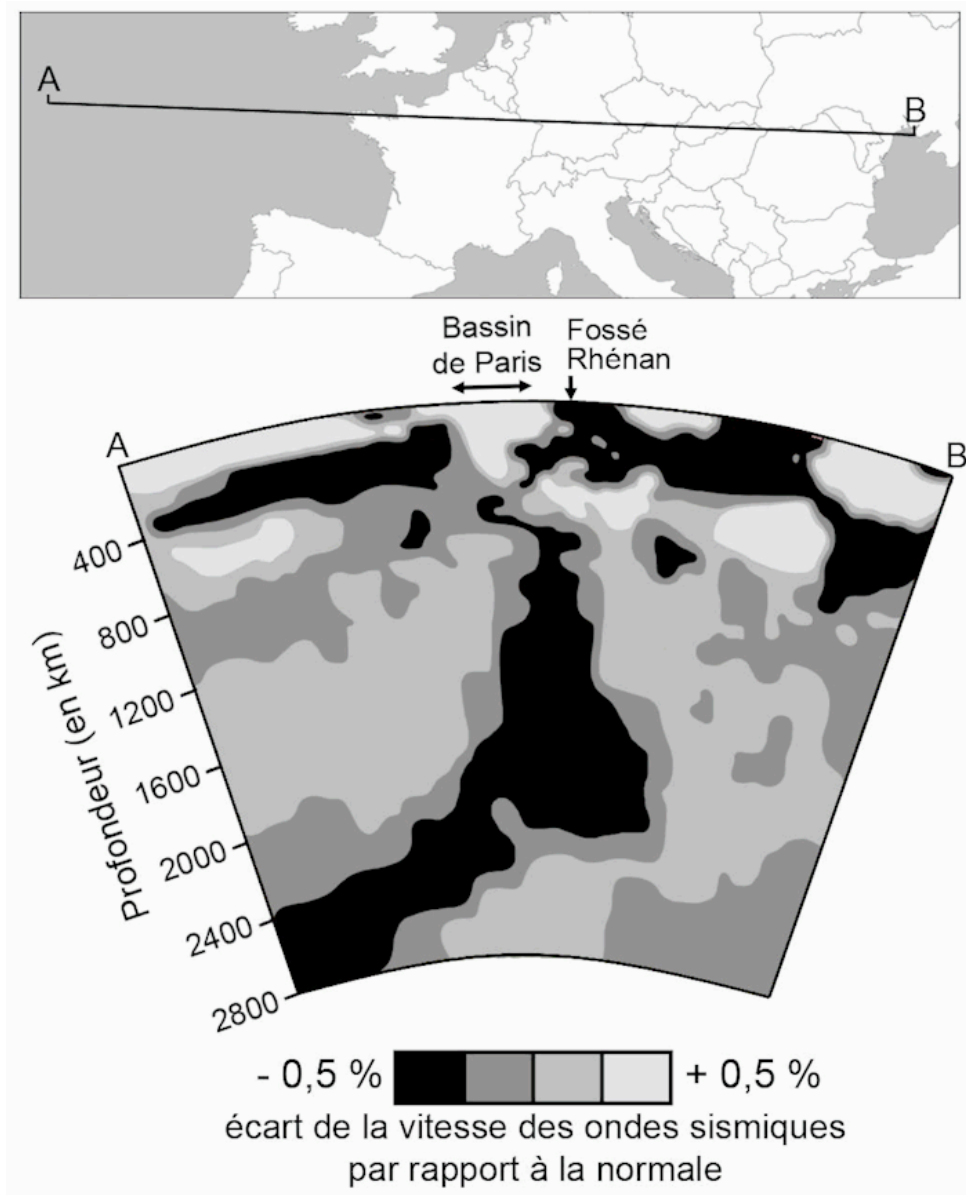 A
B
Bassin
de Paris
Fossé
Rhénan
A
B
400
800
1200
1600
2000
2400
2800
Profondeur (en km)
- 0,5 %
+ 0,5 %
écart de la vitesse des ondes sismiques
par rapport à la normale